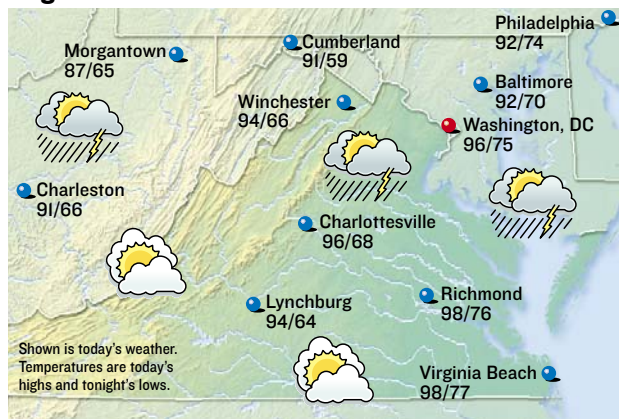 Philadelphia
92/74
Morgantown
87/65
Cumberland
91/59
Baltimore
92/70
Winchester
94/66
Washington, DC
96/75
Charleston
91/66
Charlottesville
96/68
Lynchburg
94/64
Richmond
98/76
Shown is today's weather.
Temperatures are today's
highs and tonight's lows.
Virginia Beach
98/77